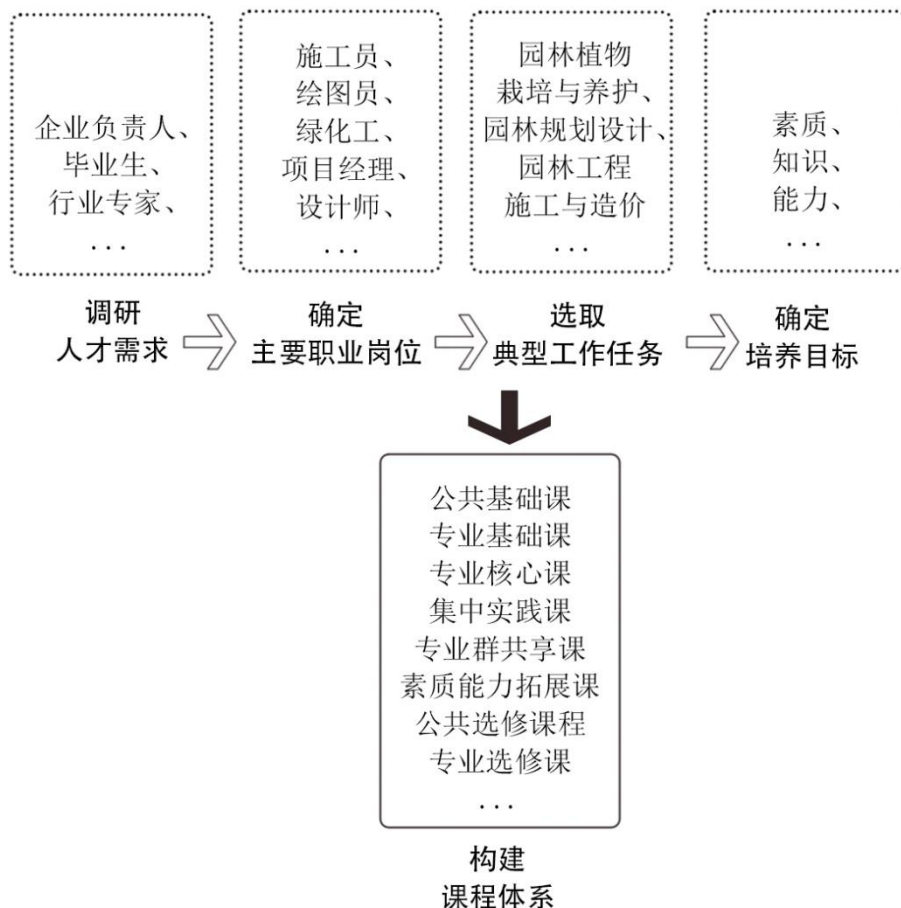 企业负责人、
毕业生、
行业专家、
...
施工员、
绘图员、
绿化工、
项目经理、
设计师、
...
园林植物
栽培与养护、
园林规划设计、
园林工程
施工与造价
...
素质、
知识、
能力、
...
调研
人才需求
确定
主要职业岗位
选取
典型工作任务
确定
培养目标
公共基础课
专业基础课
专业核心课
集中实践课
专业群共享课
素质能力拓展课
公共选修课程
专业选修课
...
构建
课程体系